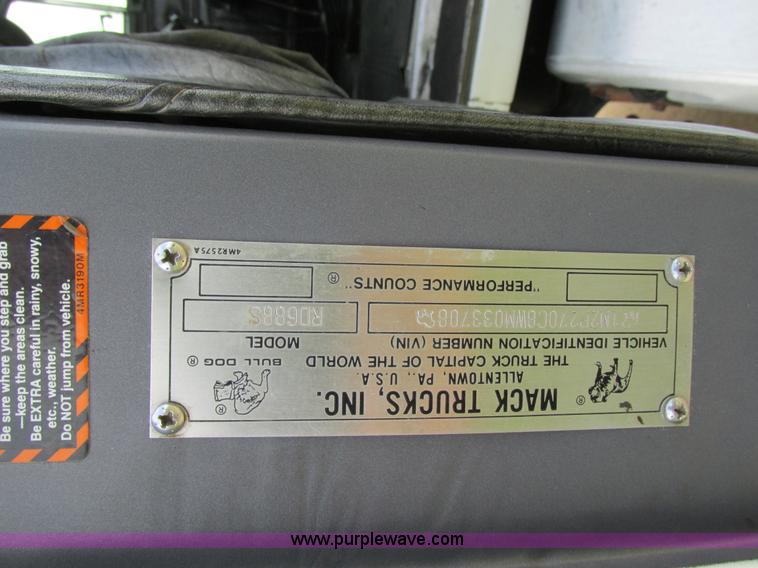 MACK TRUCKS, INC.
ALLENTOWN, PA., U.S.A.
THE TRUCK CAPITAL OF THE WORLD
BULL DOG ®
®
VEHICLE IDENTIFICATION NUMBER (VIN)
MODEL
1M2P270C8WM033708
RD688S
"PERFORMANCE COUNTS" ®
4MR2575A
Be sure where you step and grab
—keep the areas clean.
Be EXTRA careful in rainy, snowy,
etc., weather.
Do NOT jump from vehicle.
4MR3190M
www.purplewave.com